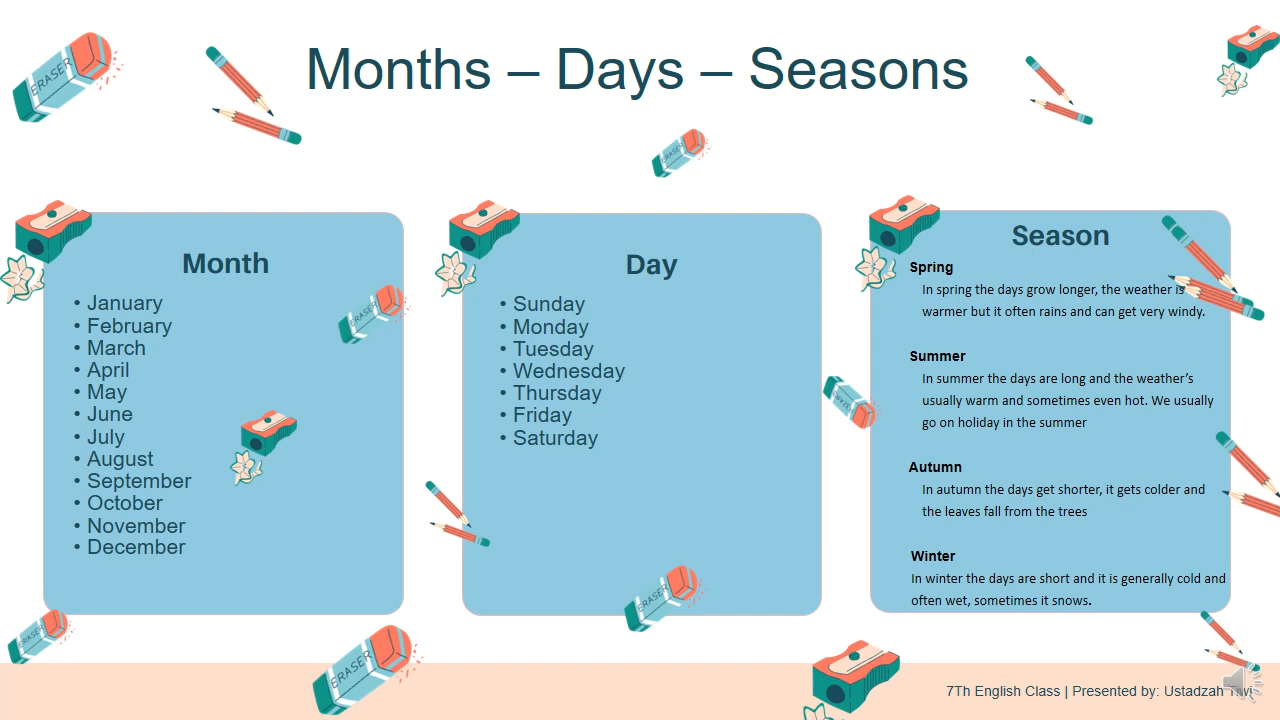 Months – Days – Seasons
Month
• January
• February
• March
• April
• May
• June
• July
• August
• September
• October
• November
• December
Day
• Sunday
• Monday
• Tuesday
• Wednesday
• Thursday
• Friday
• Saturday
Season
Spring
In spring the days grow longer, the weather is
warmer but it often rains and can get very windy.
Summer
In summer the days are long and the weather’s
usually warm and sometimes even hot. We usually
go on holiday in the summer
Autumn
In autumn the days get shorter, it gets colder and
the leaves fall from the trees
Winter
In winter the days are short and it is generally cold and
often wet, sometimes it snows.
ERASER
ERASER
ERASER
ERASER
ERASER
ERASER
ERASER
7Th English Class | Presented by: Ustadzah